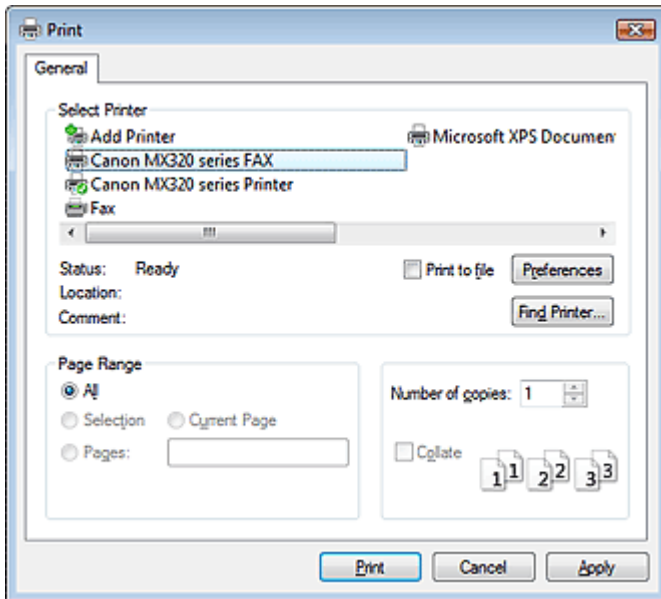 Print
General
Select Printer
Add Printer
Microsoft XPS Documen
Canon MX320 series FAX
Canon MX320 series Printer
Fax
Status: Ready
Print to file
Preferences
Location:
Comment:
Find Printer...
Page Range
All
Number of copies: 1
Selection
Current Page
Pages:
Collate
1 1 2 2 3 3
Print
Cancel
Apply